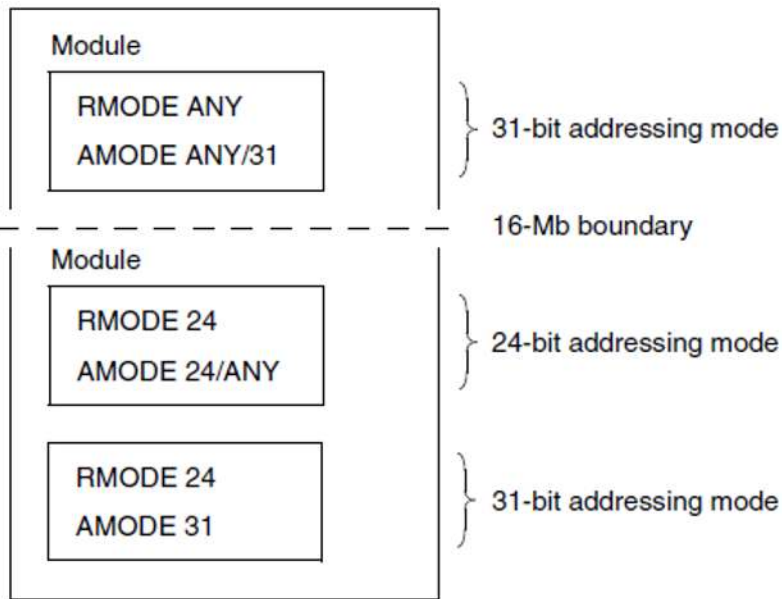 Module
RMODE ANY
AMODE ANY/31
31-bit addressing mode
16-Mb boundary
Module
RMODE 24
AMODE 24/ANY
24-bit addressing mode
RMODE 24
AMODE 31
31-bit addressing mode